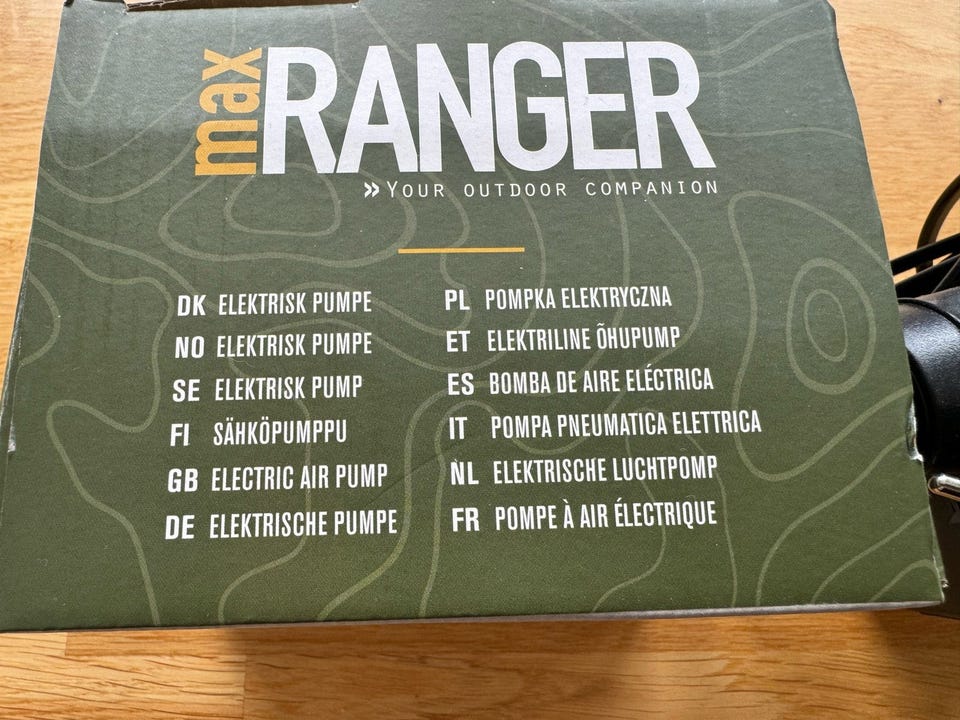 max RANGER
» YOUR OUTDOOR COMPANION
DK ELEKTRISK PUMPE
NO ELEKTRISK PUMPE
SE ELEKTRISK PUMP
FI SÄHKÖPUMPPU
GB ELECTRIC AIR PUMP
DE ELEKTRISCHE PUMPE
PL POMPKA ELEKTRYCZNA
ET ELEKTRILINE ÕHUPUMP
ES BOMBA DE AIRE ELÉCTRICA
IT POMPA PNEUMATICA ELETTRICA
NL ELEKTRISCHE LUCHTPOMP
FR POMPE À AIR ÉLECTRIQUE